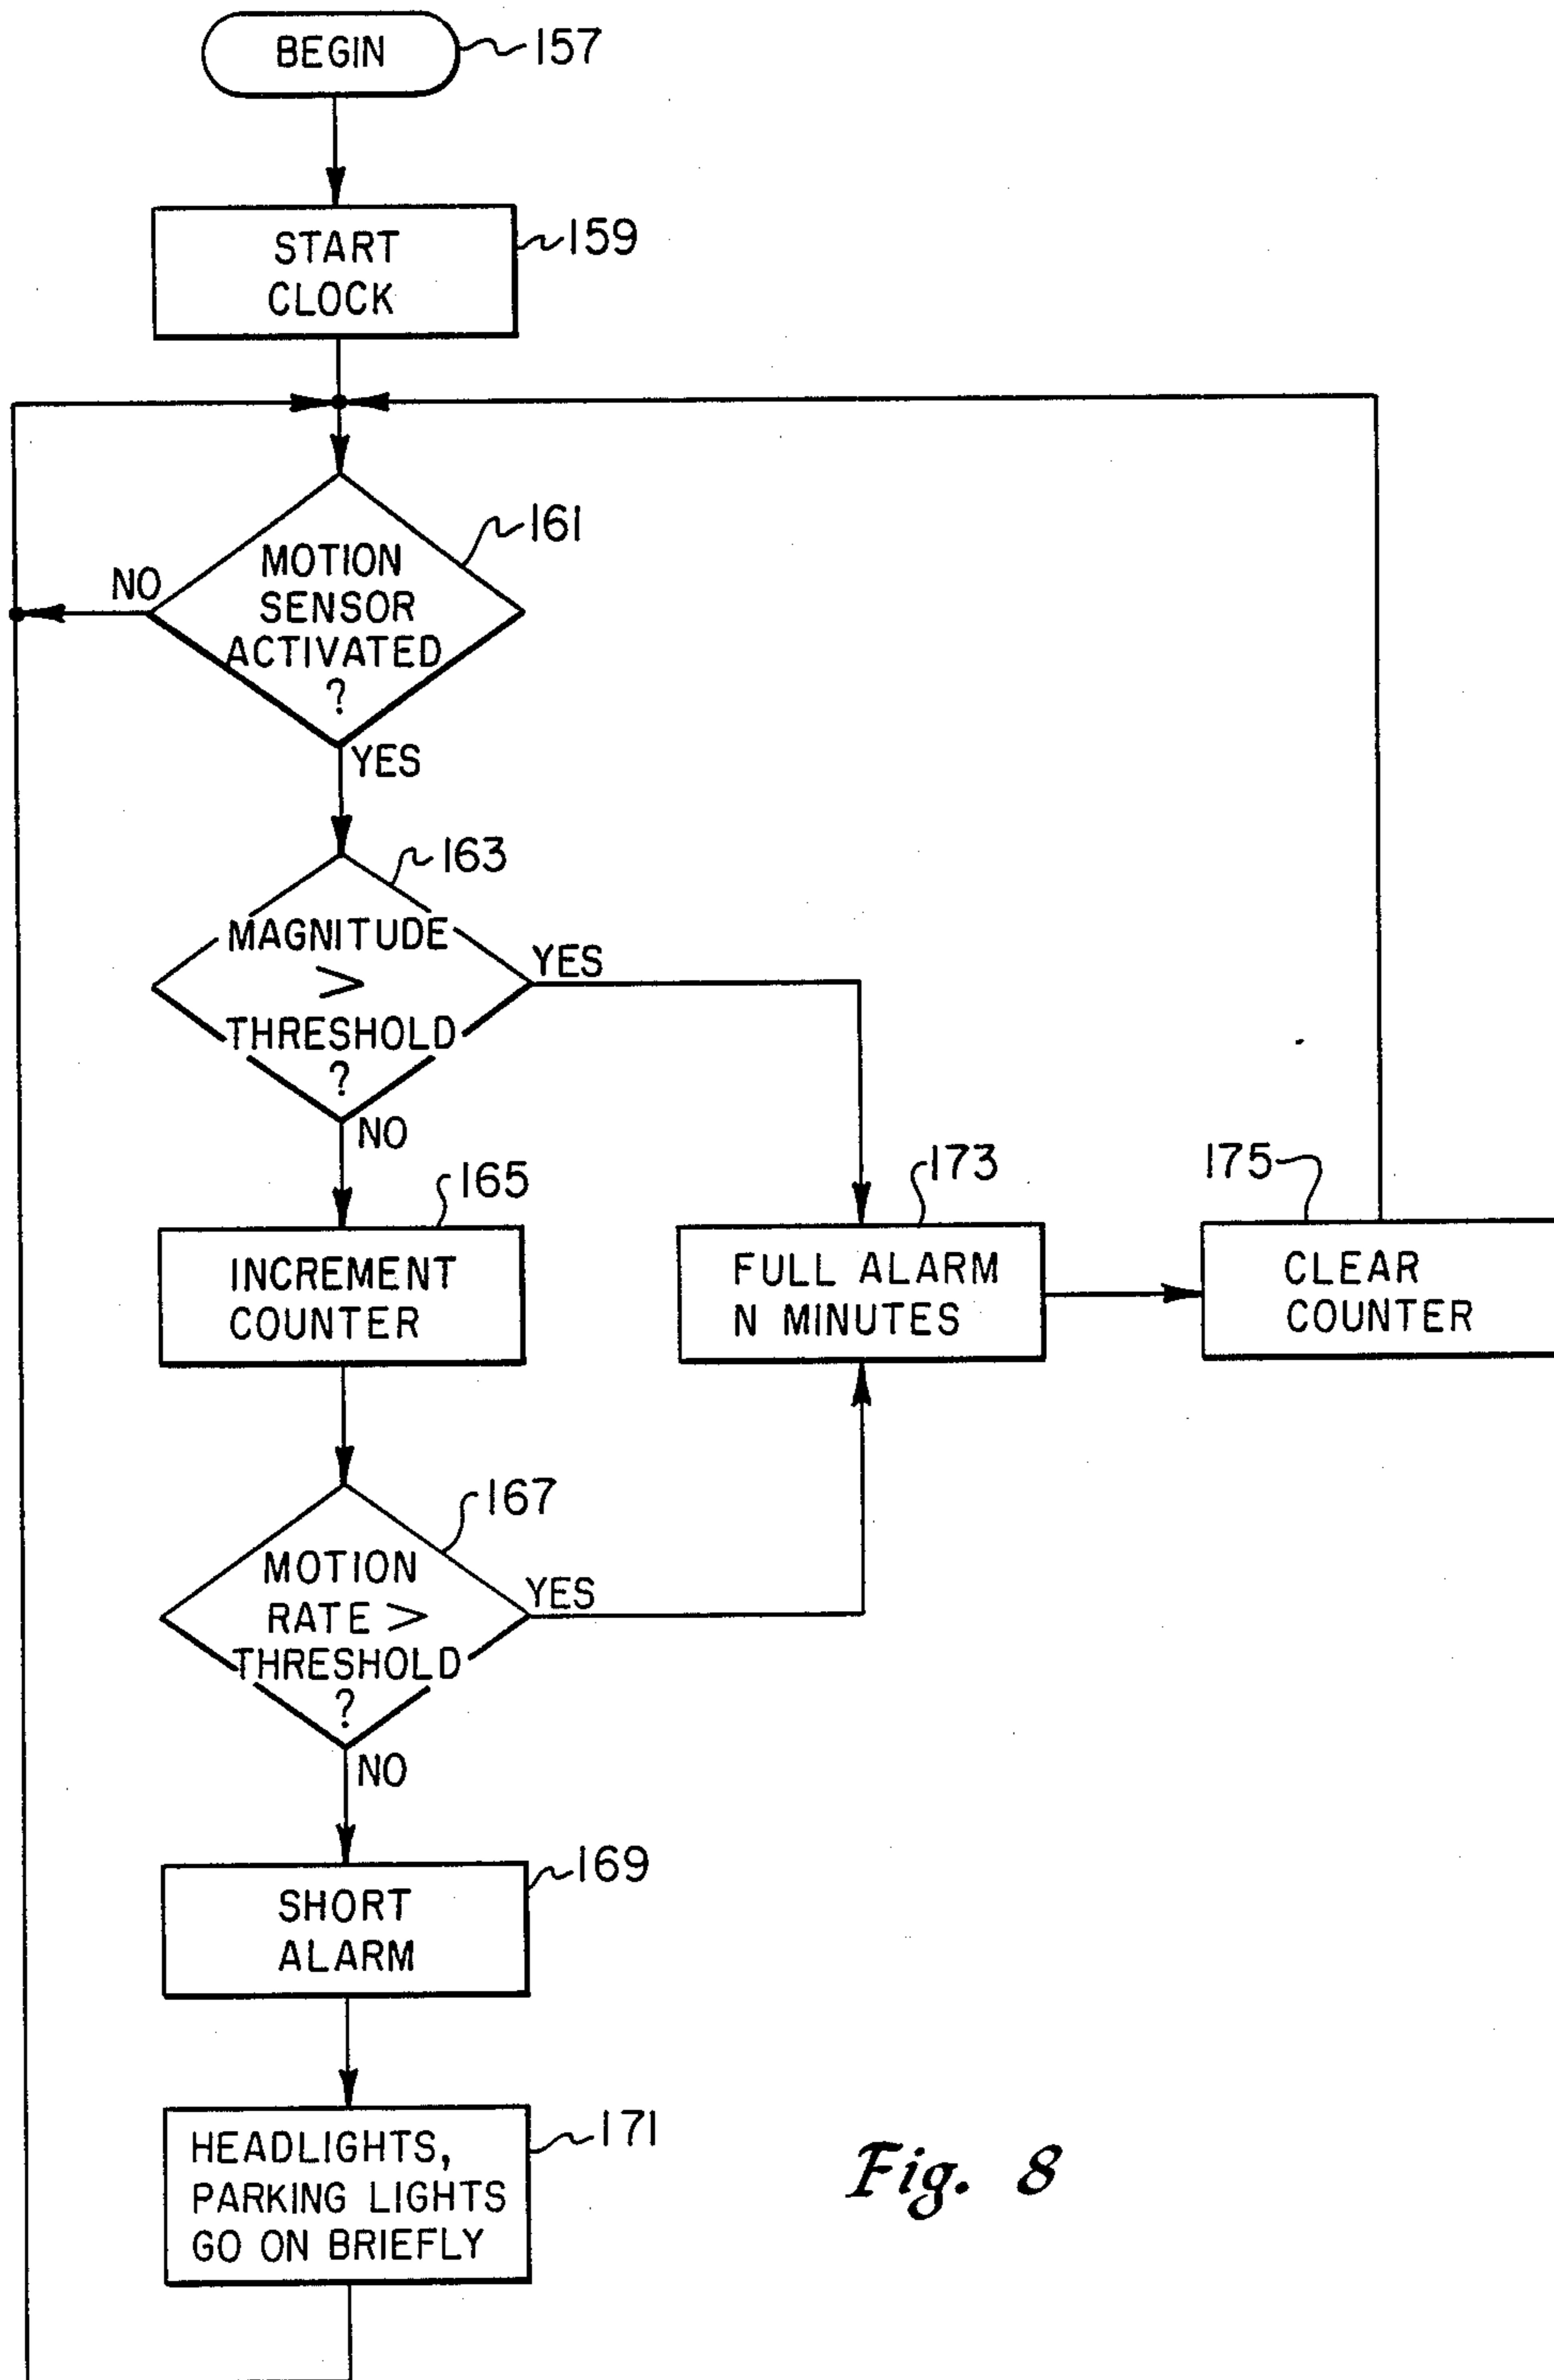 BEGIN
157
START
CLOCK
159
MOTION
SENSOR
ACTIVATED
?
161
NO
YES
MAGNITUDE
>
THRESHOLD
?
163
YES
NO
INCREMENT
COUNTER
165
FULL ALARM
N MINUTES
173
CLEAR
COUNTER
175
MOTION
RATE >
THRESHOLD
?
167
YES
NO
SHORT
ALARM
169
HEADLIGHTS,
PARKING LIGHTS
GO ON BRIEFLY
171
Fig. 8